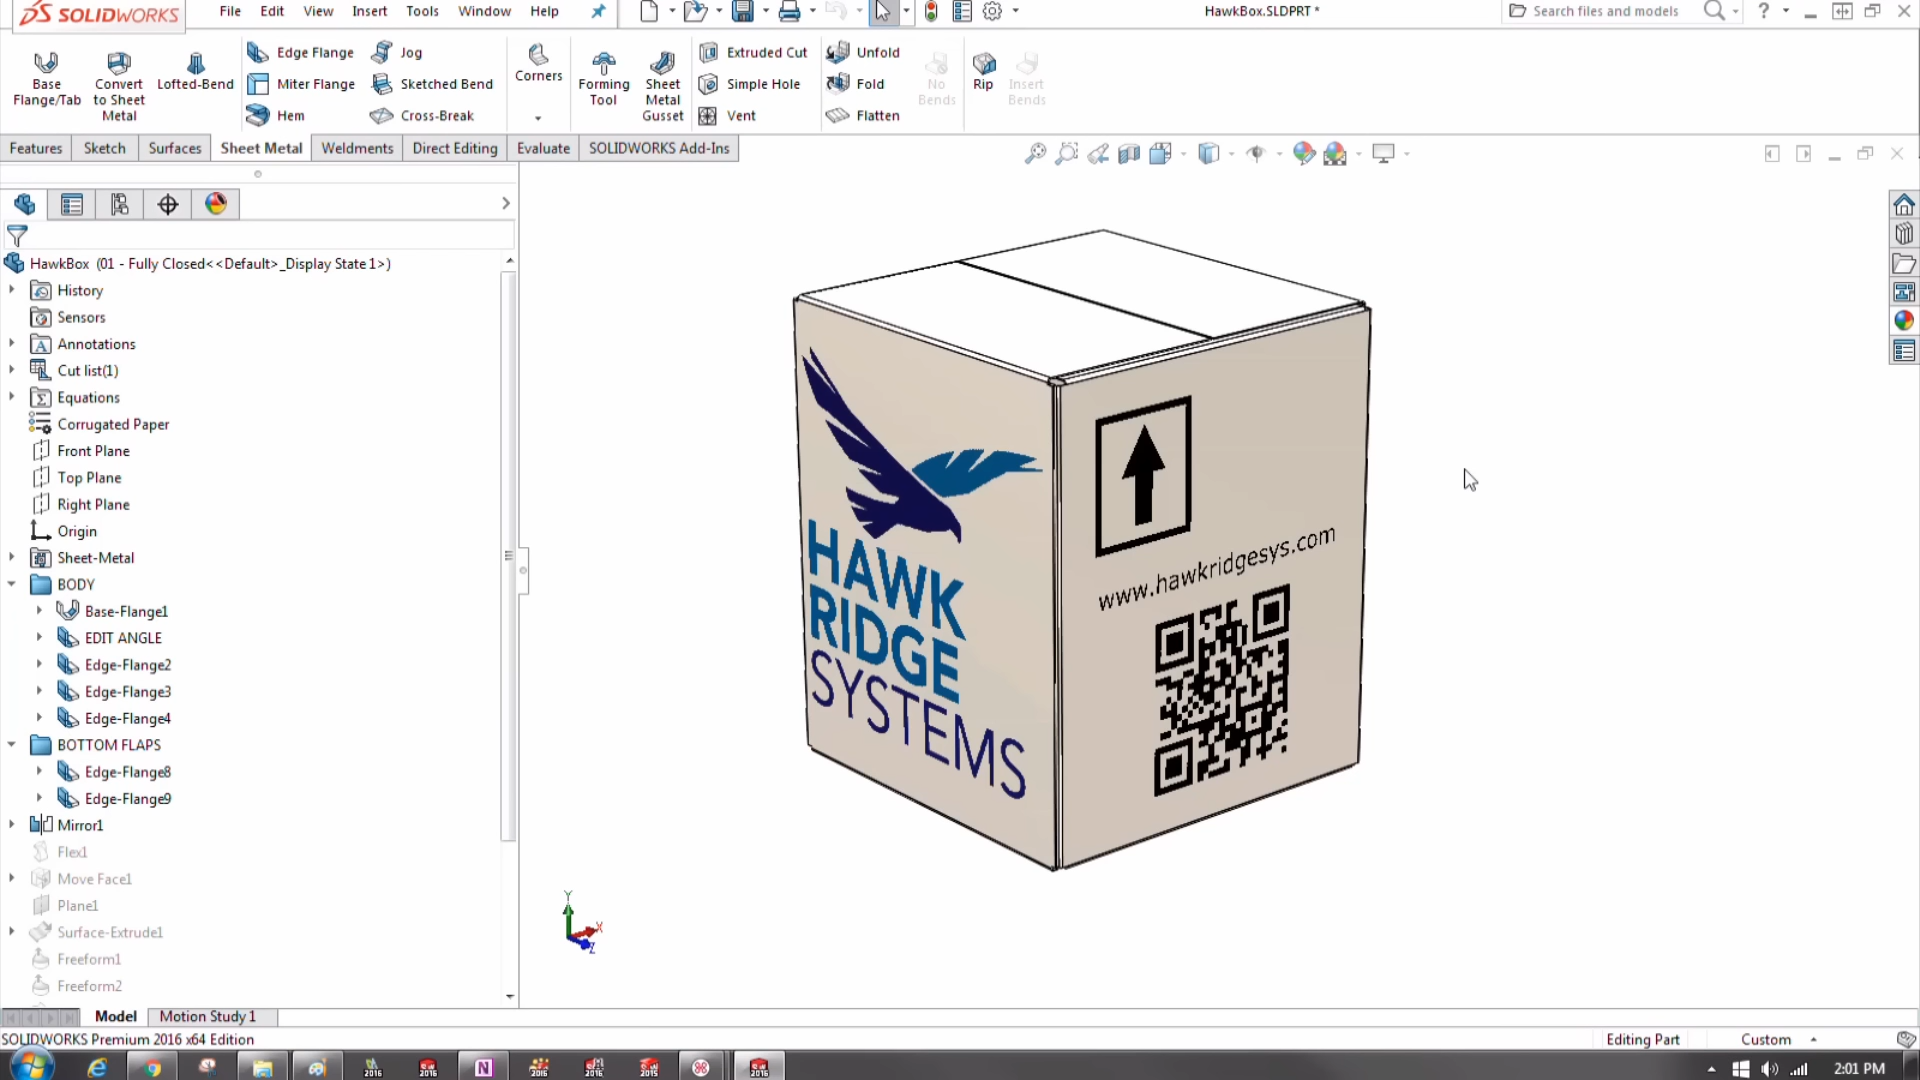 SOLIDWORKS File Edit View Insert Tools Window Help HawkBox.SLDPRT * Search files and models
Base Flange/Tab
Convert to Sheet Metal
Lofted-Bend
Edge Flange
Miter Flange
Hem
Jog
Sketched Bend
Cross-Break
Corners
Forming Tool
Sheet Metal Gusset
Extruded Cut
Simple Hole
Vent
Unfold
Fold
Flatten
No Bends
Rip
Insert Bends
Features Sketch Surfaces Sheet Metal Weldments Direct Editing Evaluate SOLIDWORKS Add-Ins
HawkBox (01 - Fully Closed<<Default>_Display State 1>)
History
Sensors
Annotations
Cut list(1)
Equations
Corrugated Paper
Front Plane
Top Plane
Right Plane
Origin
Sheet-Metal
BODY
Base-Flange1
EDIT ANGLE
Edge-Flange2
Edge-Flange3
Edge-Flange4
BOTTOM FLAPS
Edge-Flange8
Edge-Flange9
Mirror1
Flex1
Move Face1
Plane1
Surface-Extrude1
Freeform1
Freeform2
HAWK
RIDGE
SYSTEMS
www.hawkridgesys.com
Y
X
Z
Model Motion Study 1
SOLIDWORKS Premium 2016 x64 Edition Editing Part Custom
2:01 PM